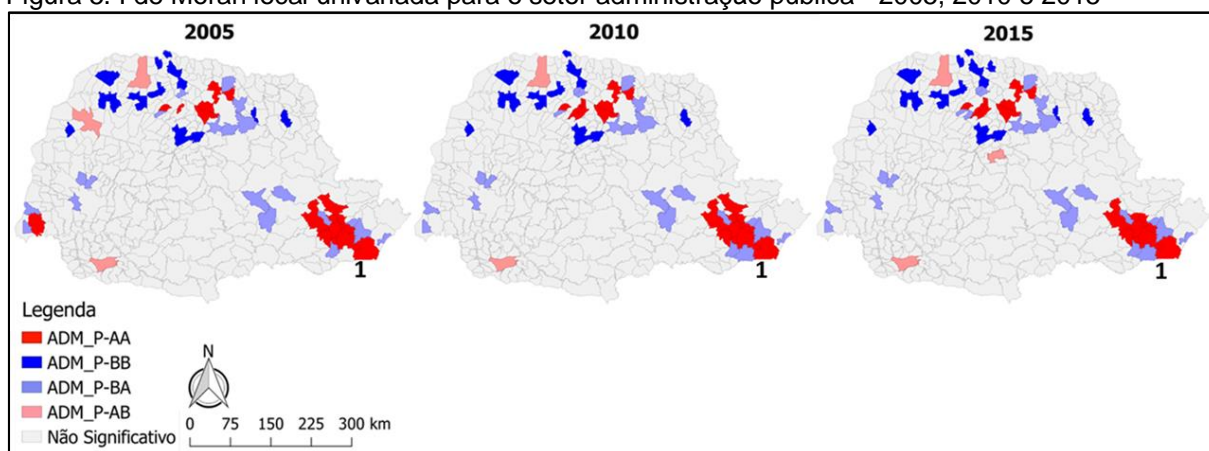 Figura 3. I de Moran local univariada para o setor administração pública - 2005, 2010 e 2015
2005
2010
2015
1
1
1
Legenda
ADM_P-AA
ADM_P-BB
ADM_P-BA
ADM_P-AB
Não Significativo
N
0 75 150 225 300 km